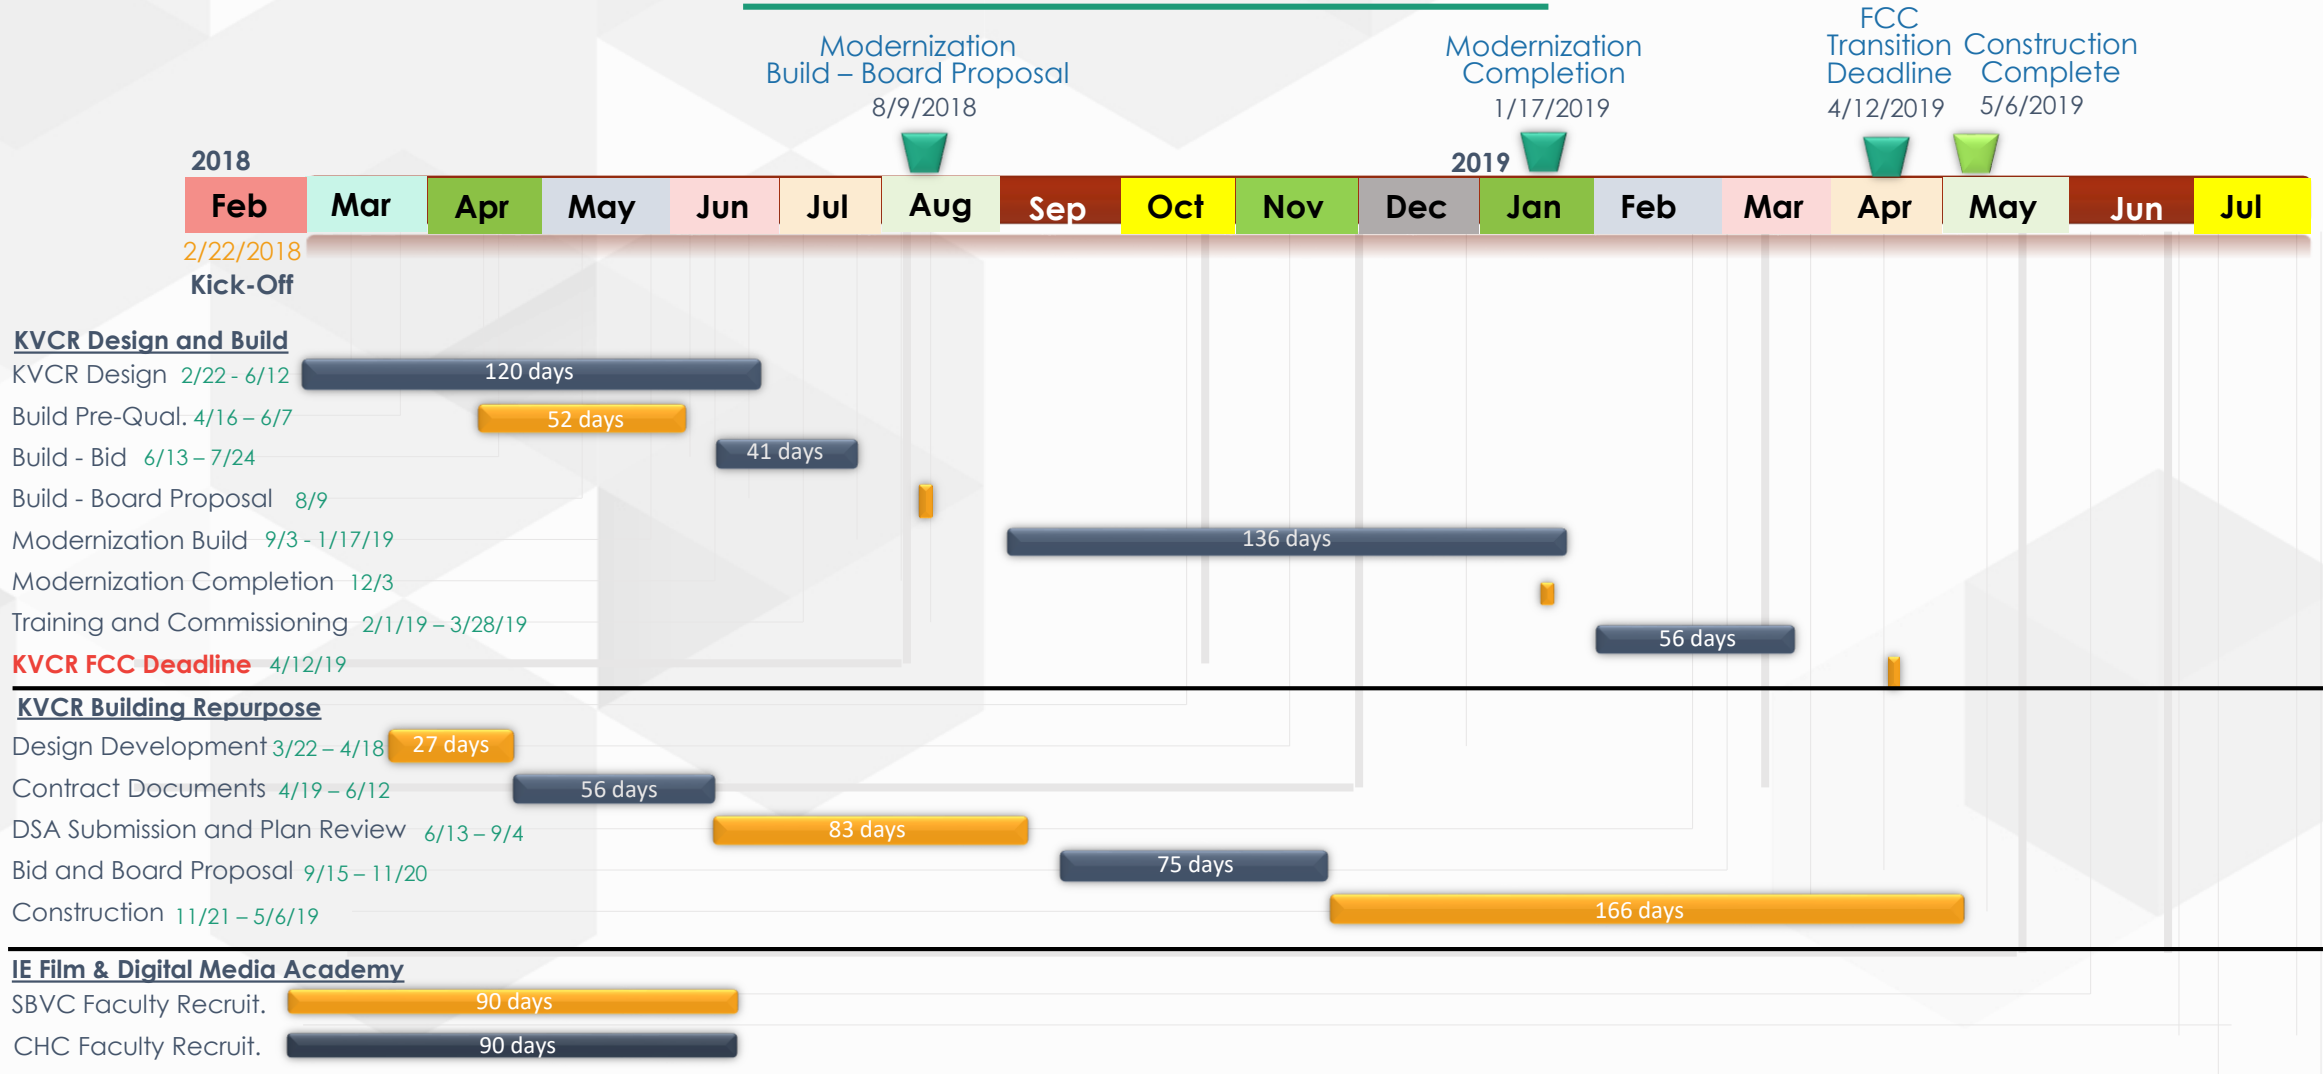 Modernization
Build – Board Proposal
8/9/2018
Modernization
Completion
1/17/2019
FCC
Transition
Deadline
4/12/2019
Construction
Complete
5/6/2019
2018
2019
Feb Mar Apr May Jun Jul Aug Sep Oct Nov Dec Jan Feb Mar Apr May Jun Jul
2/22/2018
Kick-Off
KVCR Design and Build
KVCR Design 2/22 - 6/12 120 days
Build Pre-Qual. 4/16 – 6/7 52 days
Build - Bid 6/13 – 7/24 41 days
Build - Board Proposal 8/9
Modernization Build 9/3 - 1/17/19 136 days
Modernization Completion 12/3
Training and Commissioning 2/1/19 – 3/28/19 56 days
KVCR FCC Deadline 4/12/19
KVCR Building Repurpose
Design Development 3/22 – 4/18 27 days
Contract Documents 4/19 – 6/12 56 days
DSA Submission and Plan Review 6/13 – 9/4 83 days
Bid and Board Proposal 9/15 – 11/20 75 days
Construction 11/21 – 5/6/19 166 days
IE Film & Digital Media Academy
SBVC Faculty Recruit. 90 days
CHC Faculty Recruit. 90 days